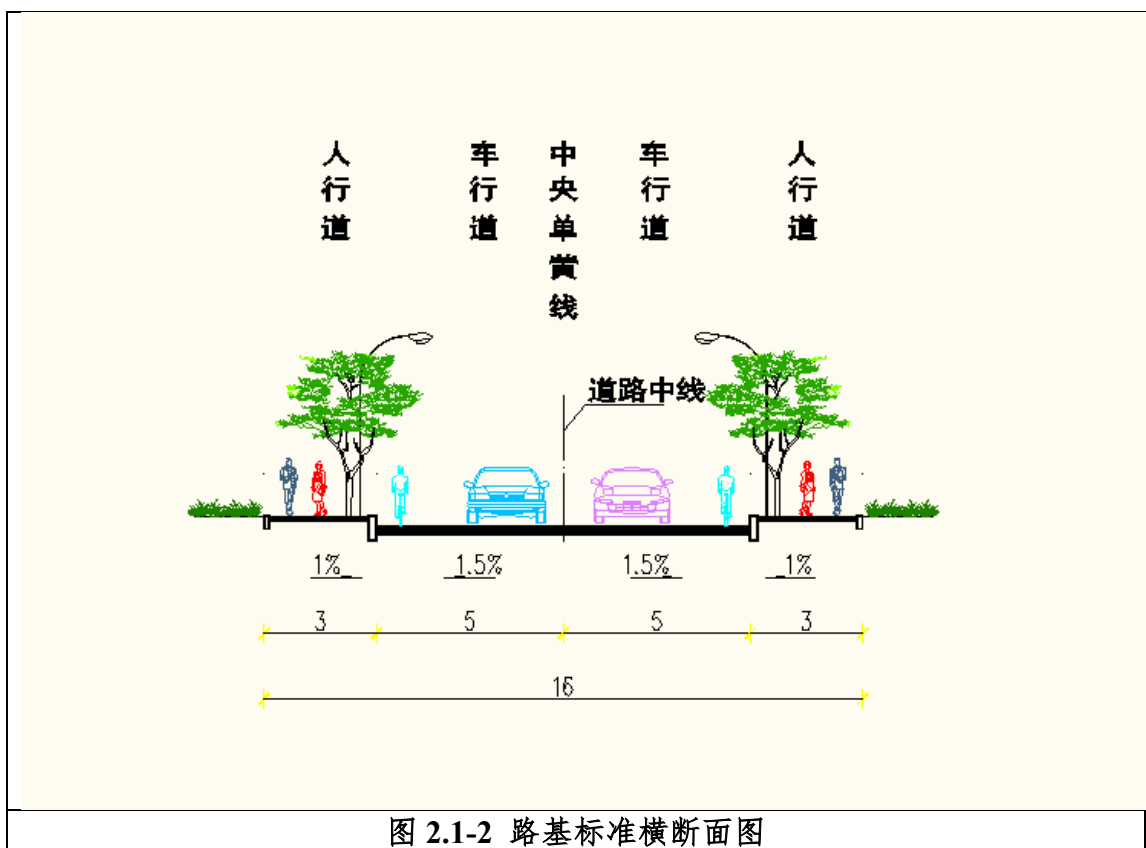 人行道
车行道
中央单黄线
车行道
人行道
道路中线
1%
1.5%
1.5%
1%
3
5
5
3
16
图 2.1-2 路基标准横断面图